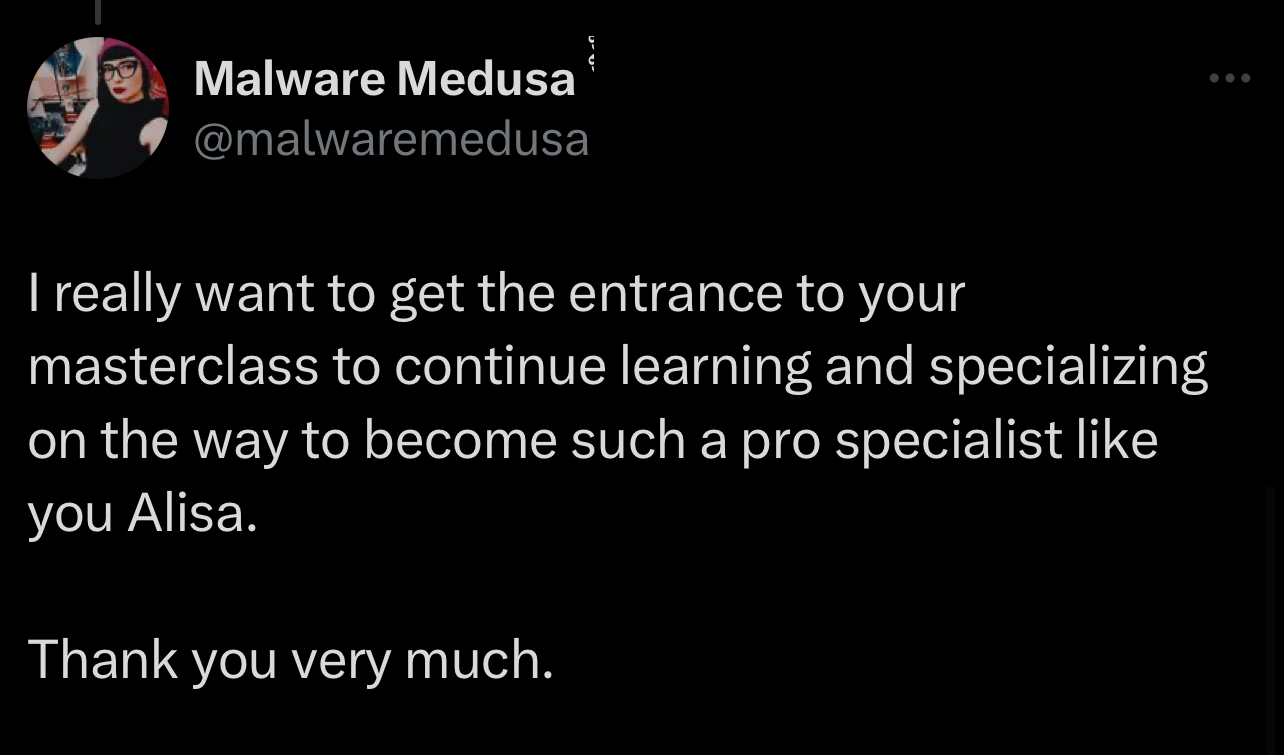 Malware Medusa
@malwaremedusa
I really want to get the entrance to your
masterclass to continue learning and specializing
on the way to become such a pro specialist like
you Alisa.
Thank you very much.